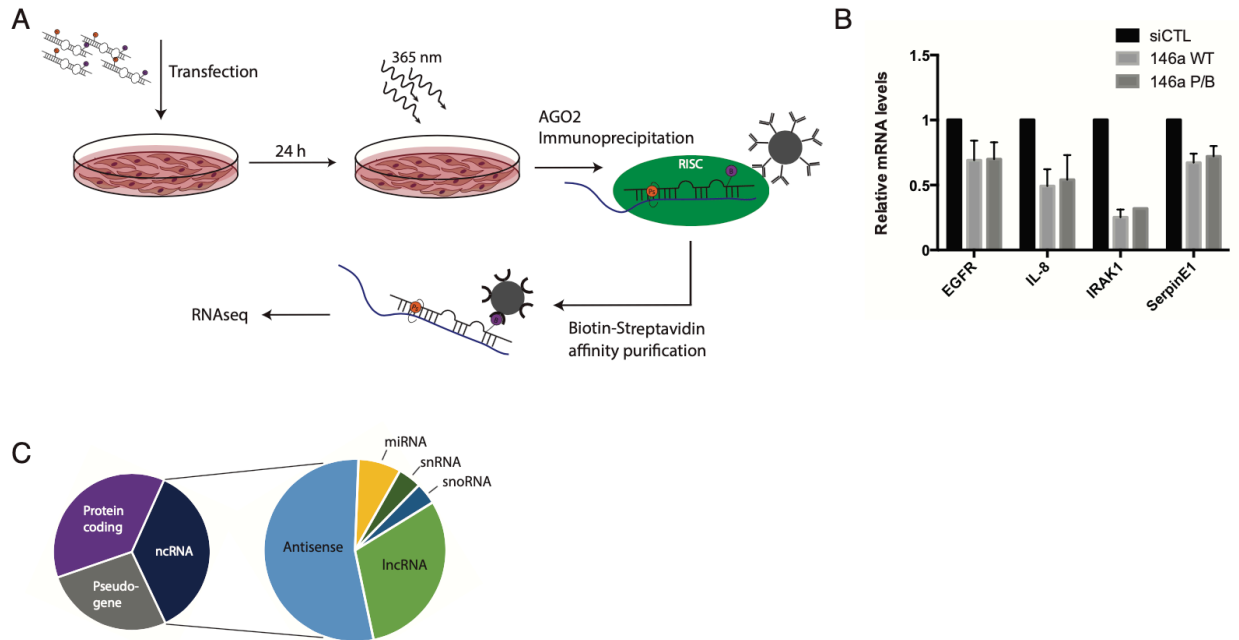 A
Transfection
24 h
365 nm
AGO2
Immunoprecipitation
RISC
Ps
B
Biotin-Streptavidin
affinity purification
Ps
B
RNAseq
B
siCTL
146a WT
146a P/B
Relative mRNA levels
1.5
1
0.5
0
EGFR
IL-8
IRAK1
SerpinE1
C
Protein
coding
ncRNA
Pseudo-
gene
miRNA
snRNA
snoRNA
Antisense
lncRNA